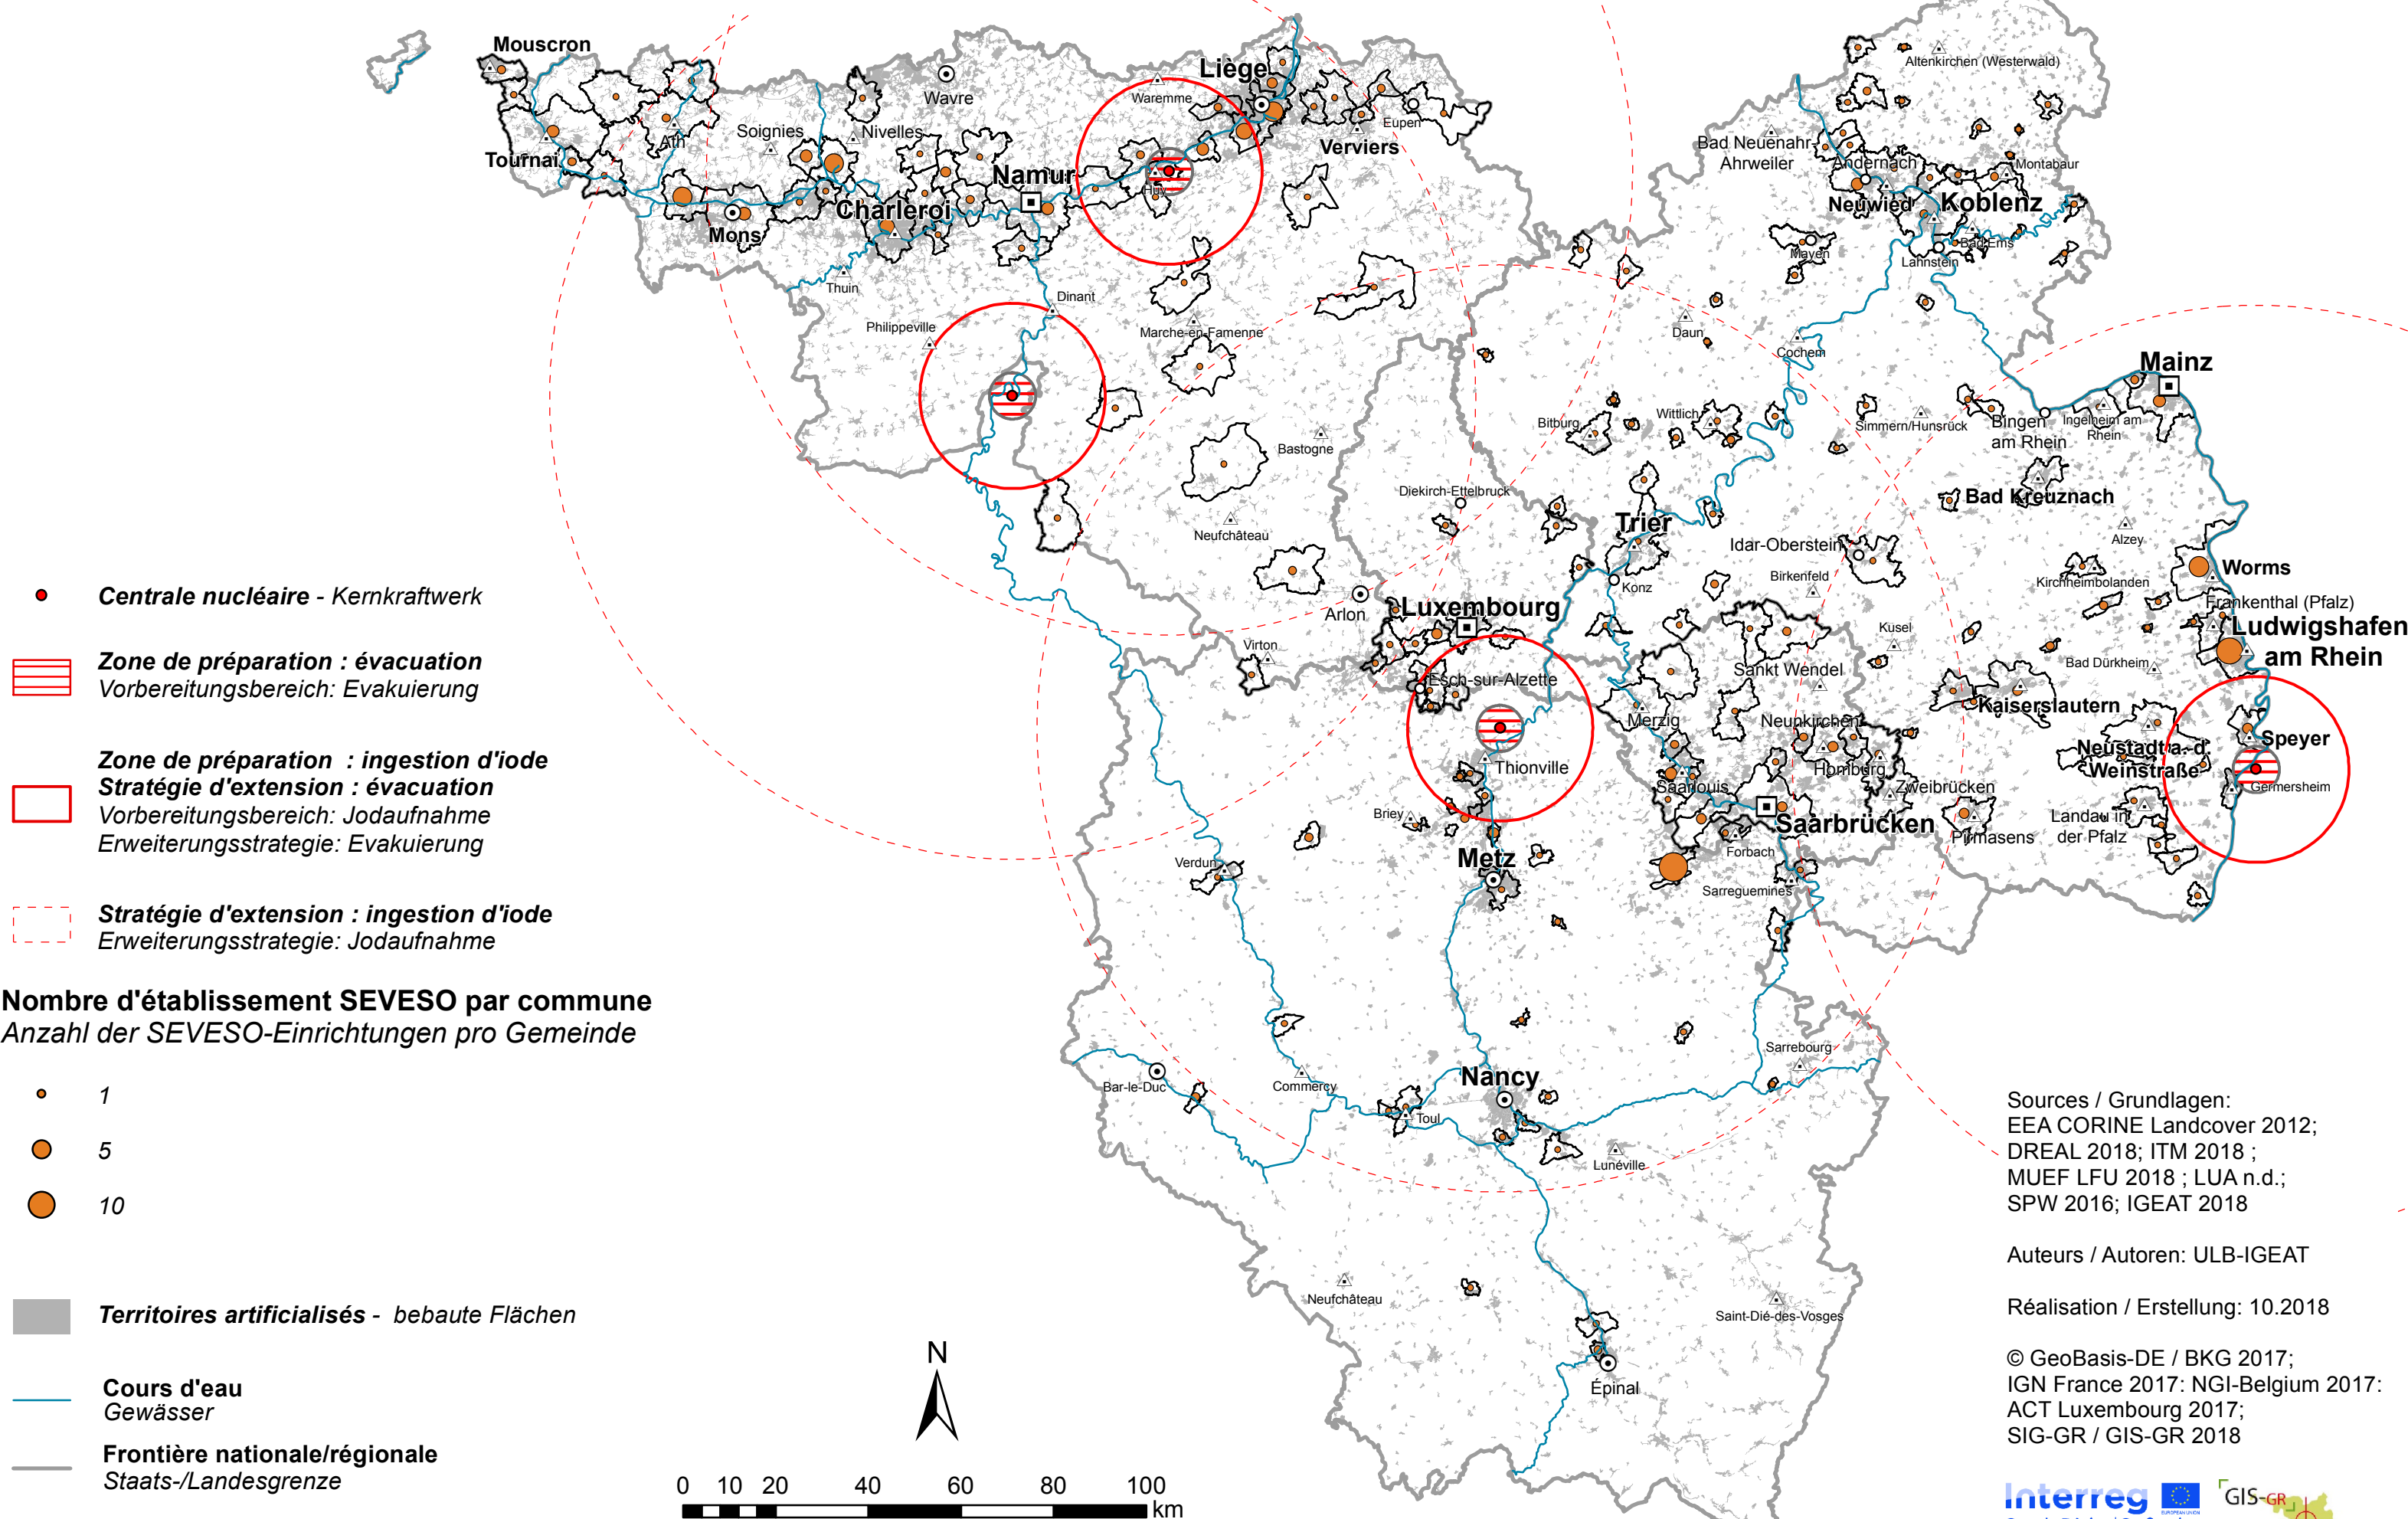 Mouscron
Liège
Waremme
Wavre
Soignies
Nivelles
Ath
Tournai
Eupen
Verviers
Namur
Huy
Charleroi
Mons
Thuin
Dinant
Philippeville
Marche-en-Famenne
Bastogne
Neufchâteau
Arlon
Virton
Altenkirchen (Westerwald)
Bad Neuenahr-
Ahrweiler
Andernach
Montabaur
Neuwied
Koblenz
Bad Ems
Lahnstein
Mayen
Daun
Cochem
Mainz
Bitburg
Wittlich
Simmern/Hunsrück
Bingen
am Rhein
Ingelheim am
Rhein
Bad Kreuznach
Diekirch-Ettelbruck
Trier
Idar-Oberstein
Alzey
Konz
Birkenfeld
Kirchheimbolanden
Worms
Frankenthal (Pfalz)
Luxembourg
Ludwigshafen
am Rhein
Kusel
Bad Dürkheim
Sankt Wendel
Esch-sur-Alzette
Merzig
Neunkirchen
Kaiserslautern
Speyer
Neustadt a. d.
Weinstraße
Thionville
Homburg
Saarlouis
Zweibrücken
Germersheim
Briey
Saarbrücken
Pirmasens
Landau in
der Pfalz
Forbach
Metz
Verdun
Sarreguemines
Sarrebourg
Nancy
Bar-le-Duc
Commercy
Toul
Lunéville
Neufchâteau
Saint-Dié-des-Vosges
Épinal
Centrale nucléaire - Kernkraftwerk
Zone de préparation : évacuation
Vorbereitungsbereich: Evakuierung
Zone de préparation : ingestion d'iode
Stratégie d'extension : évacuation
Vorbereitungsbereich: Jodaufnahme
Erweiterungsstrategie: Evakuierung
Stratégie d'extension : ingestion d'iode
Erweiterungsstrategie: Jodaufnahme
Nombre d'établissement SEVESO par commune
Anzahl der SEVESO-Einrichtungen pro Gemeinde
1
5
10
Territoires artificialisés - bebaute Flächen
Cours d'eau
Gewässer
Frontière nationale/régionale
Staats-/Landesgrenze
N
0 10 20 40 60 80 100
km
Sources / Grundlagen:
EEA CORINE Landcover 2012;
DREAL 2018; ITM 2018 ;
MUEF LFU 2018 ; LUA n.d.;
SPW 2016; IGEAT 2018
Auteurs / Autoren: ULB-IGEAT
Réalisation / Erstellung: 10.2018
© GeoBasis-DE / BKG 2017;
IGN France 2017: NGI-Belgium 2017:
ACT Luxembourg 2017;
SIG-GR / GIS-GR 2018
Interreg
EUROPEAN UNION
GIS-GR